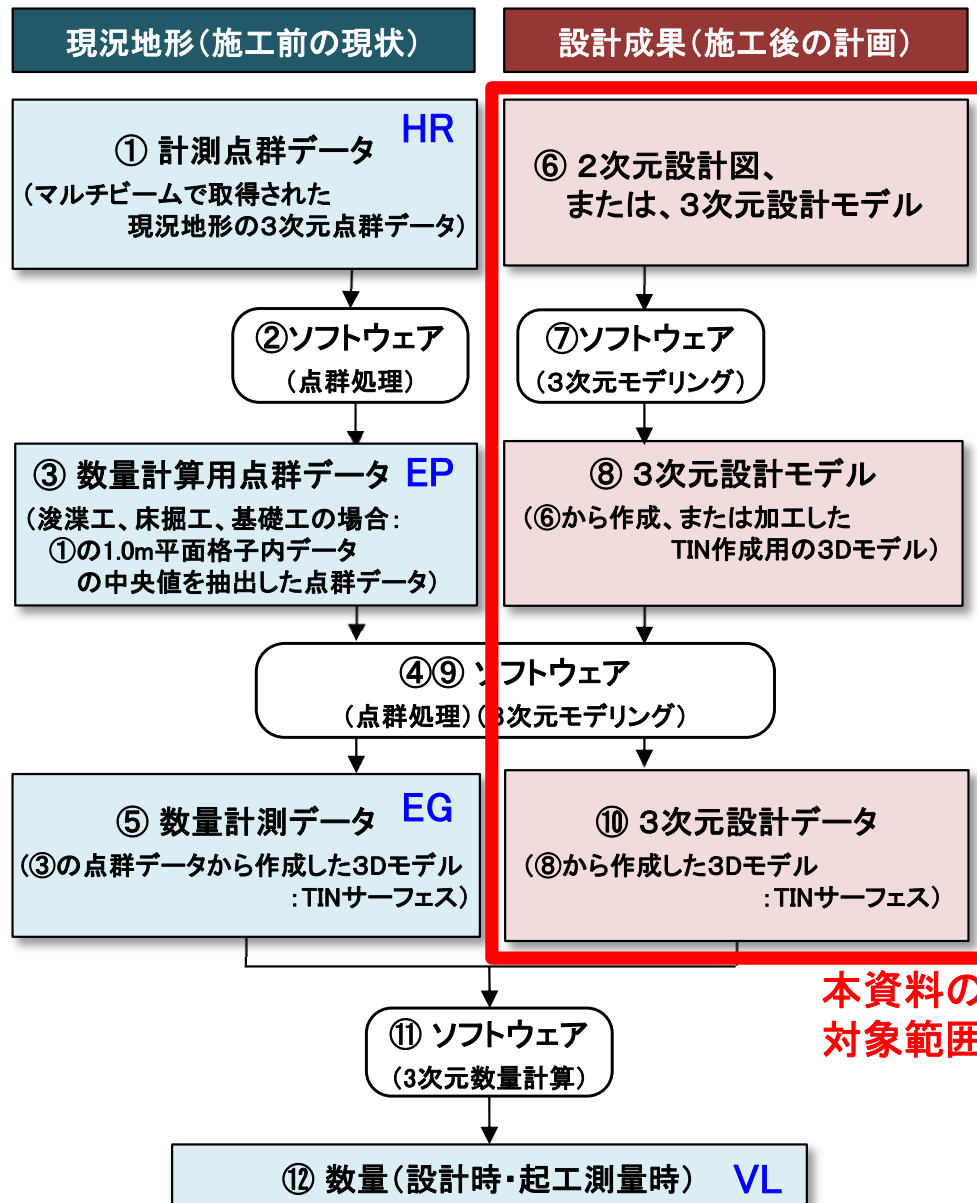 現況地形(施工前の現状)
設計成果(施工後の計画)
① 計測点群データ HR
(マルチビームで取得された
現況地形の3次元点群データ)
⑥ 2次元設計図、
または、3次元設計モデル
②ソフトウェア
(点群処理)
⑦ソフトウェア
(3次元モデリング)
③ 数量計算用点群データ EP
(浚渫工、床掘工、基礎工の場合:
①の1.0m平面格子内データ
の中央値を抽出した点群データ)
⑧ 3次元設計モデル
(⑥から作成、または加工した
TIN作成用の3Dモデル)
④⑨ ソフトウェア
(点群処理)(3次元モデリング)
⑤ 数量計測データ EG
(③の点群データから作成した3Dモデル
:TINサーフェス)
⑩ 3次元設計データ
(⑧から作成した3Dモデル
:TINサーフェス)
本資料の
対象範囲
⑪ ソフトウェア
(3次元数量計算)
⑫ 数量(設計時・起工測量時) VL